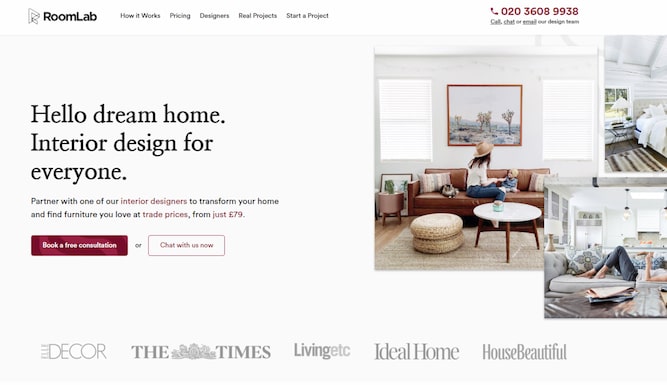 RoomLab
How it Works
Pricing
Designers
Real Projects
Start a Project
020 3608 9938
Call, chat or email our design team
Hello dream home.
Interior design for
everyone.
Partner with one of our interior designers to transform your home
and find furniture you love at trade prices, from just £79.
Book a free consultation
or
Chat with us now
ELLE DECOR
THE TIMES
Livingetc
Ideal Home
HouseBeautiful